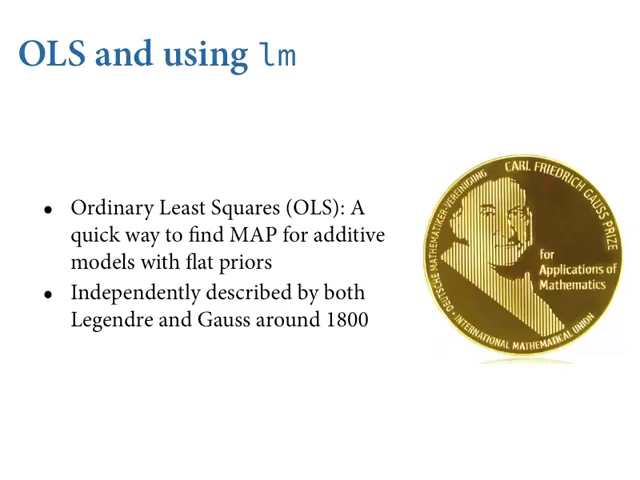 OLS and using lm
• Ordinary Least Squares (OLS): A
quick way to find MAP for additive
models with flat priors
• Independently described by both
Legendre and Gauss around 1800
DEUTSCHE MATHEMATIKER-VEREINIGUNG
CARL FRIEDRICH GAUSS PRIZE
for
Applications of
Mathematics
• INTERNATIONAL MATHEMATICAL UNION